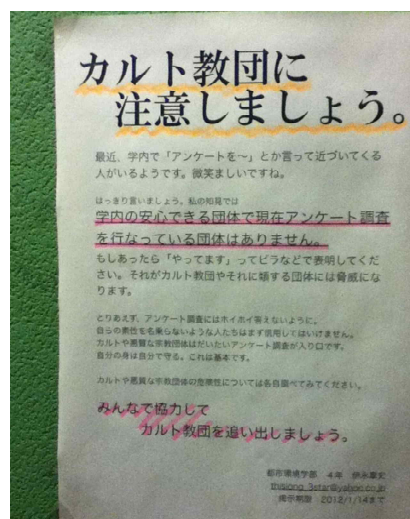 カルト教団に
注意しましょう。
最近、学内で「アンケートを～」とか言って近づいてくる
人がいるようです。微笑ましいですね。
はっきり言いましょう。私の知見では
学内の安心できる団体で現在アンケート調査
を行なっている団体はありません。
もしあったら「やってます」ってビラなどで表明してくだ
さい。それがカルト教団やそれに類する団体には脅威にな
ります。
とりあえず、アンケート調査にはホイホイ答えないように。
自らの素性を名乗らないような人たちはまず信用してはいけません。
カルトや悪質な宗教団体はだいたいアンケート調査が入り口です。
自分の身は自分で守る。これは基本です。
カルトや悪質な宗教団体の危険性については各自調べてみてください。
みんなで協力して
カルト教団を追い出しましょう。
都市環境学部 4年
掲示期限 2012/1/14まで